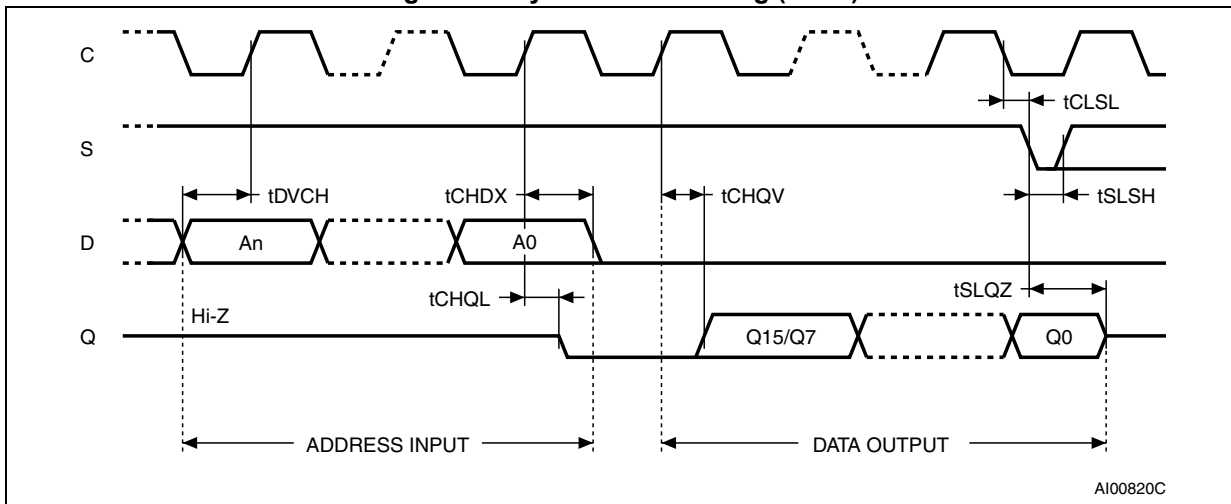 C
tCLSL
S
tDVCH
tCHDX
tCHQV
tSLSH
D
An
A0
tCHQL
tSLQZ
Hi-Z
Q
Q15/Q7
Q0
ADDRESS INPUT
DATA OUTPUT
AI00820C